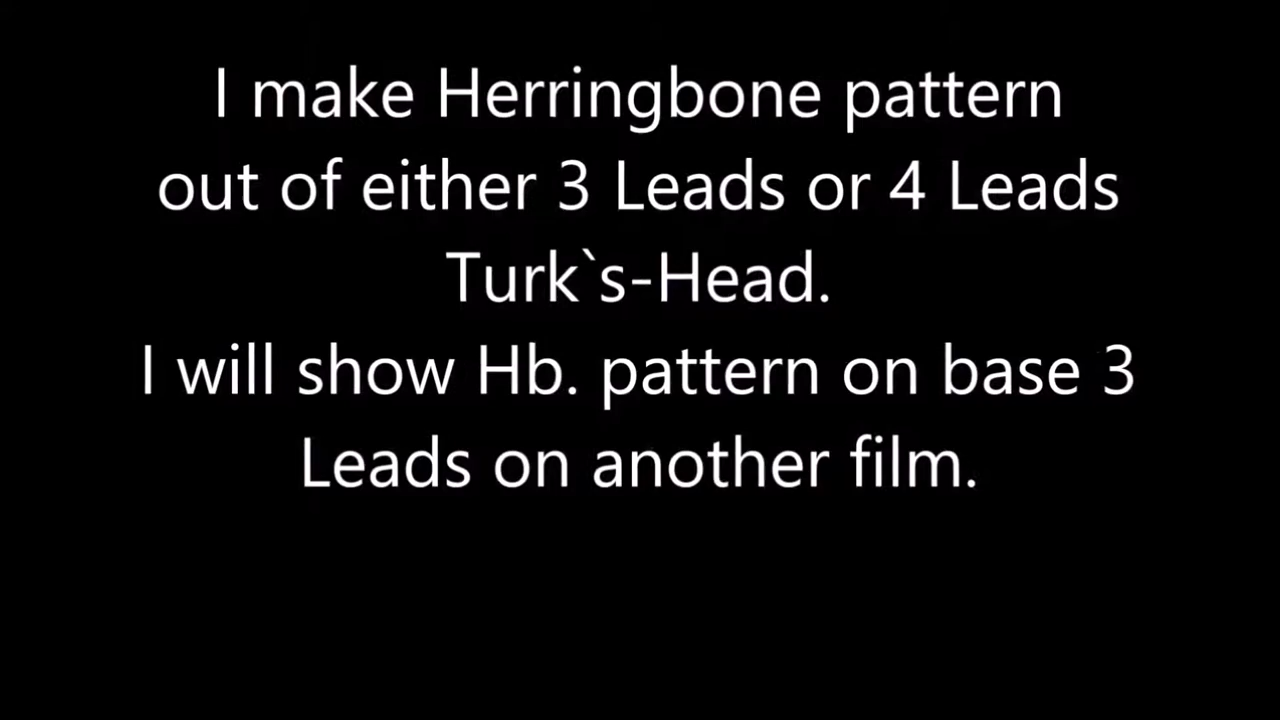 I make Herringbone pattern
out of either 3 Leads or 4 Leads
Turk`s-Head.
I will show Hb. pattern on base 3
Leads on another film.